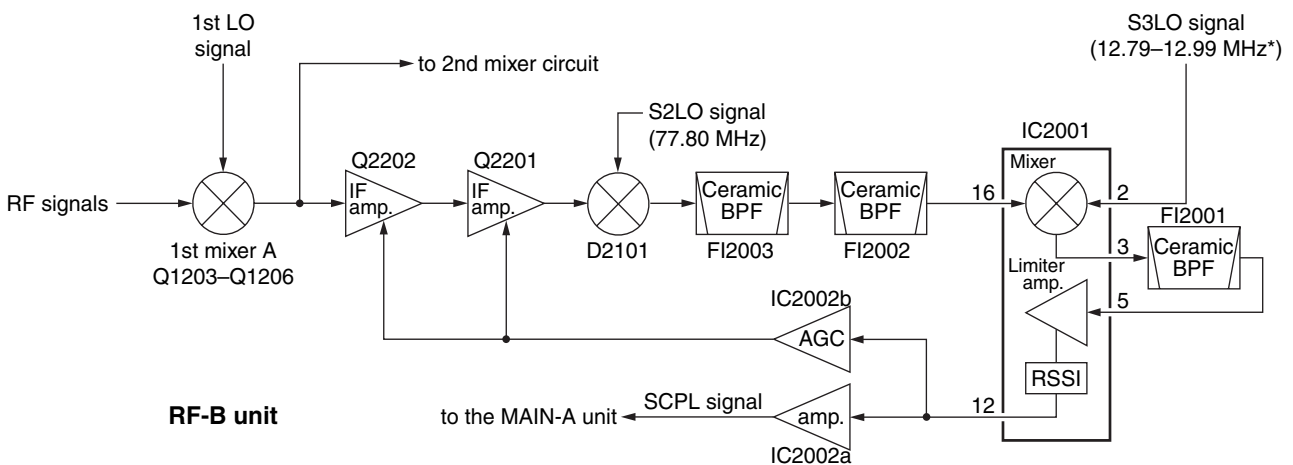 1st LO
signal
S3LO signal
(12.79–12.99 MHz*)
to 2nd mixer circuit
S2LO signal
(77.80 MHz)
IC2001
Q2202
Q2201
Mixer
RF signals
IF
amp.
IF
amp.
Ceramic
BPF
Ceramic
BPF
16
2
FI2001
1st mixer A
Q1203–Q1206
D2101
FI2003
FI2002
3
Ceramic
BPF
Limiter
amp.
IC2002b
5
AGC
RSSI
RF-B unit
to the MAIN-A unit
SCPL signal
amp.
12
IC2002a